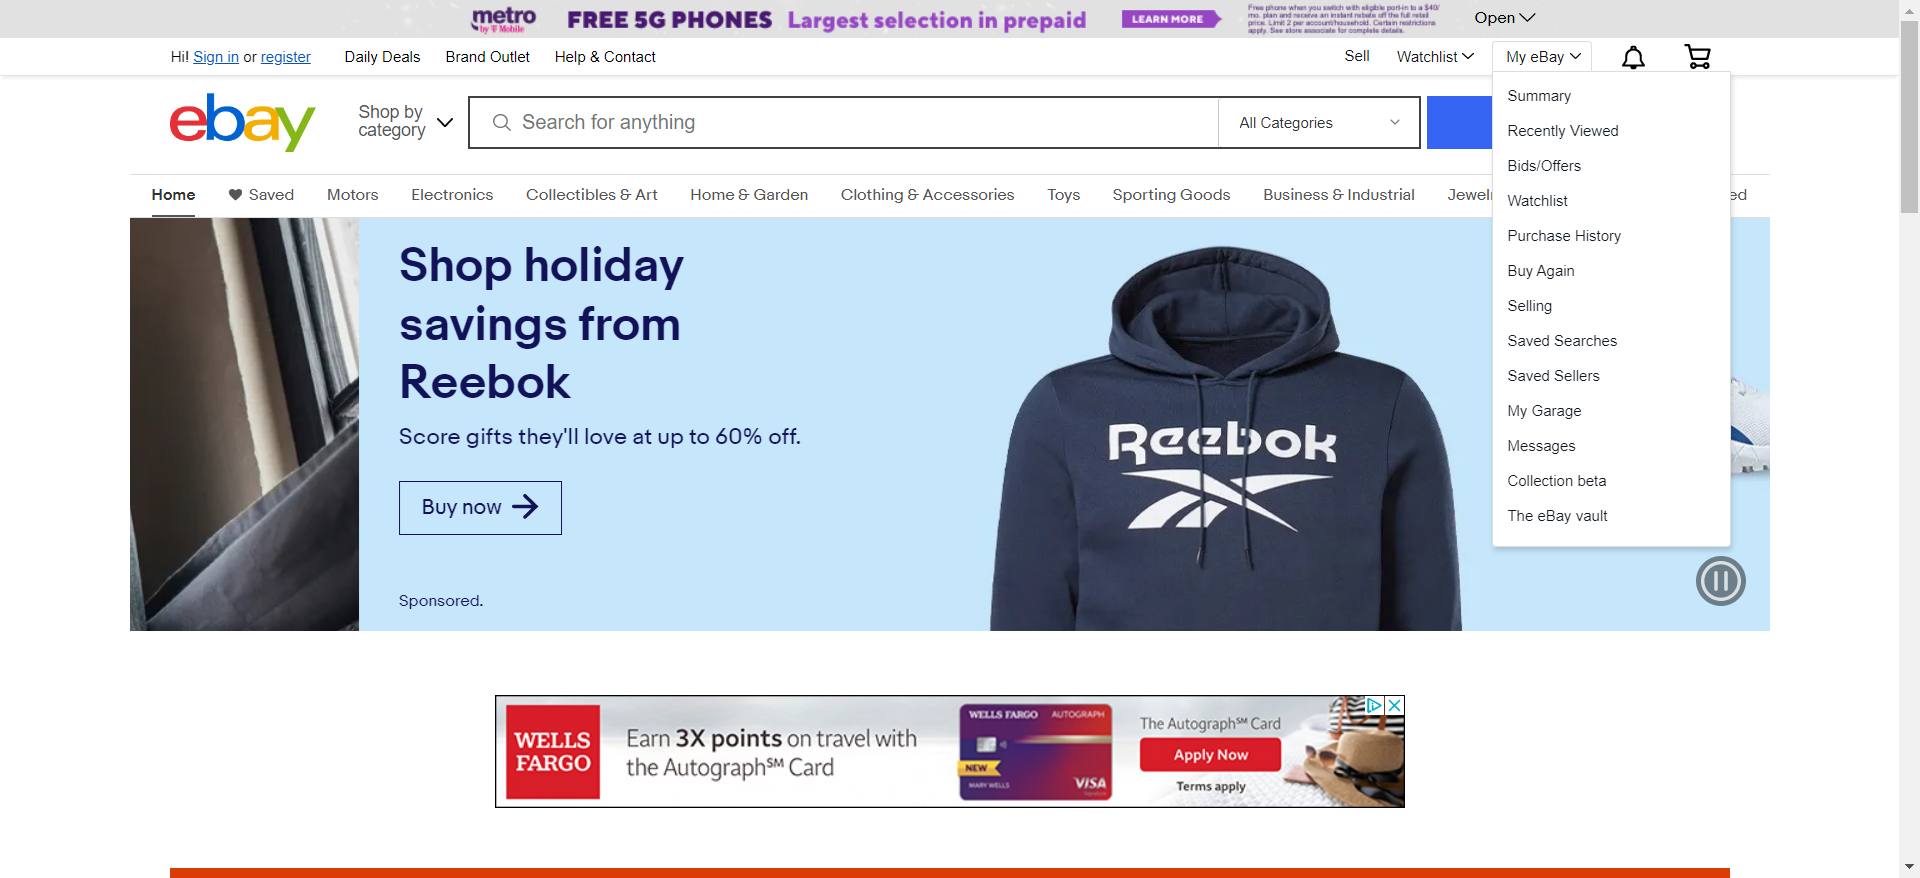 metro
by T Mobile
FREE 5G PHONES Largest selection in prepaid
LEARN MORE
Free phone when you switch with eligible port-in to a $40/
mo. plan and receive an instant rebate off the full retail
price. Limit 2 per account/household. Certain restrictions
apply. See store associate for complete details.
Open
Hi! Sign in or register
Daily Deals
Brand Outlet
Help & Contact
Sell
Watchlist
My eBay
ebay
Shop by
category
Search for anything
All Categories
Home
Saved
Motors
Electronics
Collectibles & Art
Home & Garden
Clothing & Accessories
Toys
Sporting Goods
Business & Industrial
Jewel
ed
Summary
Recently Viewed
Bids/Offers
Watchlist
Purchase History
Buy Again
Selling
Saved Searches
Saved Sellers
My Garage
Messages
Collection beta
The eBay vault
Shop holiday
savings from
Reebok
Score gifts they'll love at up to 60% off.
Buy now
Sponsored.
Reebok
WELLS
FARGO
Earn 3X points on travel with
the Autograph℠ Card
WELLS FARGO AUTOGRAPH
NEW
MARY WELLS
VISA
Signature
The Autograph℠ Card
Apply Now
Terms apply